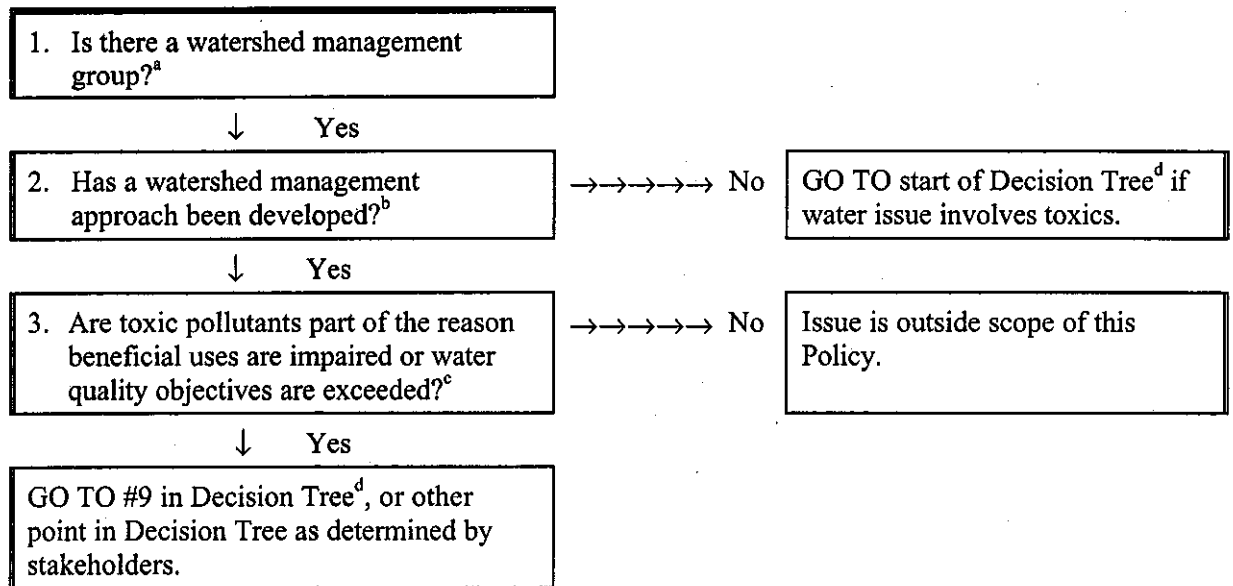 1. Is there a watershed management
group?ᵃ
↓ Yes
2. Has a watershed management
approach been developed?ᵇ
→→→→→ No
GO TO start of Decision Treeᵈ if
water issue involves toxics.
↓ Yes
3. Are toxic pollutants part of the reason
beneficial uses are impaired or water
quality objectives are exceeded?ᶜ
→→→→→ No
Issue is outside scope of this
Policy.
↓ Yes
GO TO #9 in Decision Treeᵈ, or other
point in Decision Tree as determined by
stakeholders.